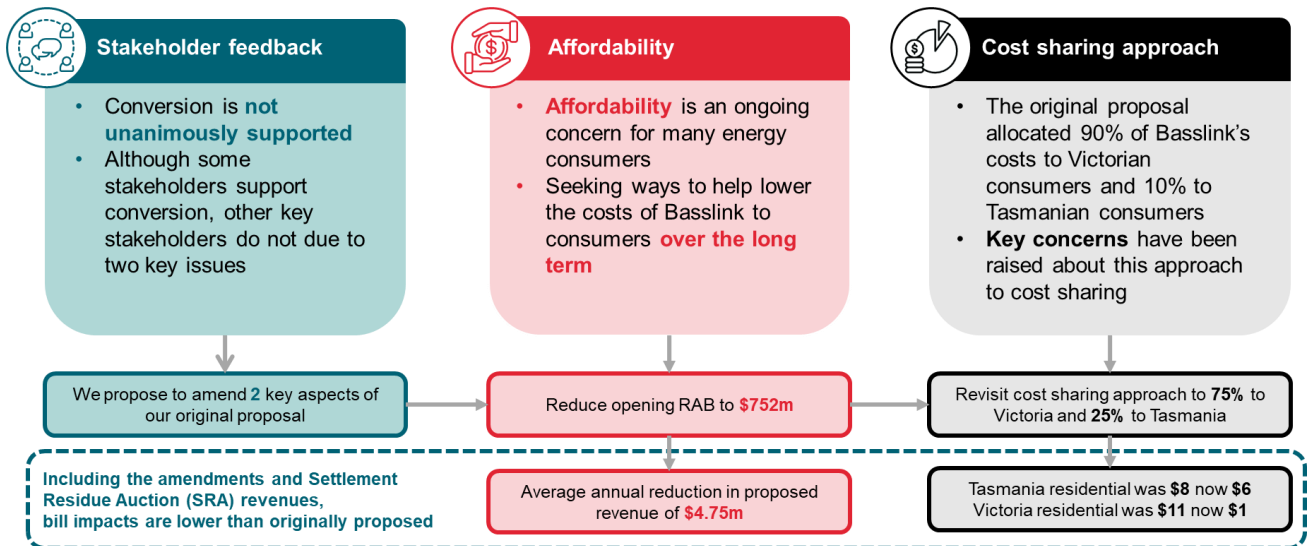 Stakeholder feedback
• Conversion is not
unanimously supported
• Although some
stakeholders support
conversion, other key
stakeholders do not due to
two key issues
We propose to amend 2 key aspects of
our original proposal
Affordability
• Affordability is an ongoing
concern for many energy
consumers
• Seeking ways to help lower
the costs of Basslink to
consumers over the long
term
Reduce opening RAB to $752m
Cost sharing approach
• The original proposal
allocated 90% of Basslink's
costs to Victorian
consumers and 10% to
Tasmanian consumers
• Key concerns have been
raised about this approach
to cost sharing
Revisit cost sharing approach to 75% to
Victoria and 25% to Tasmania
Including the amendments and Settlement
Residue Auction (SRA) revenues,
bill impacts are lower than originally proposed
Average annual reduction in proposed
revenue of $4.75m
Tasmania residential was $8 now $6
Victoria residential was $11 now $1